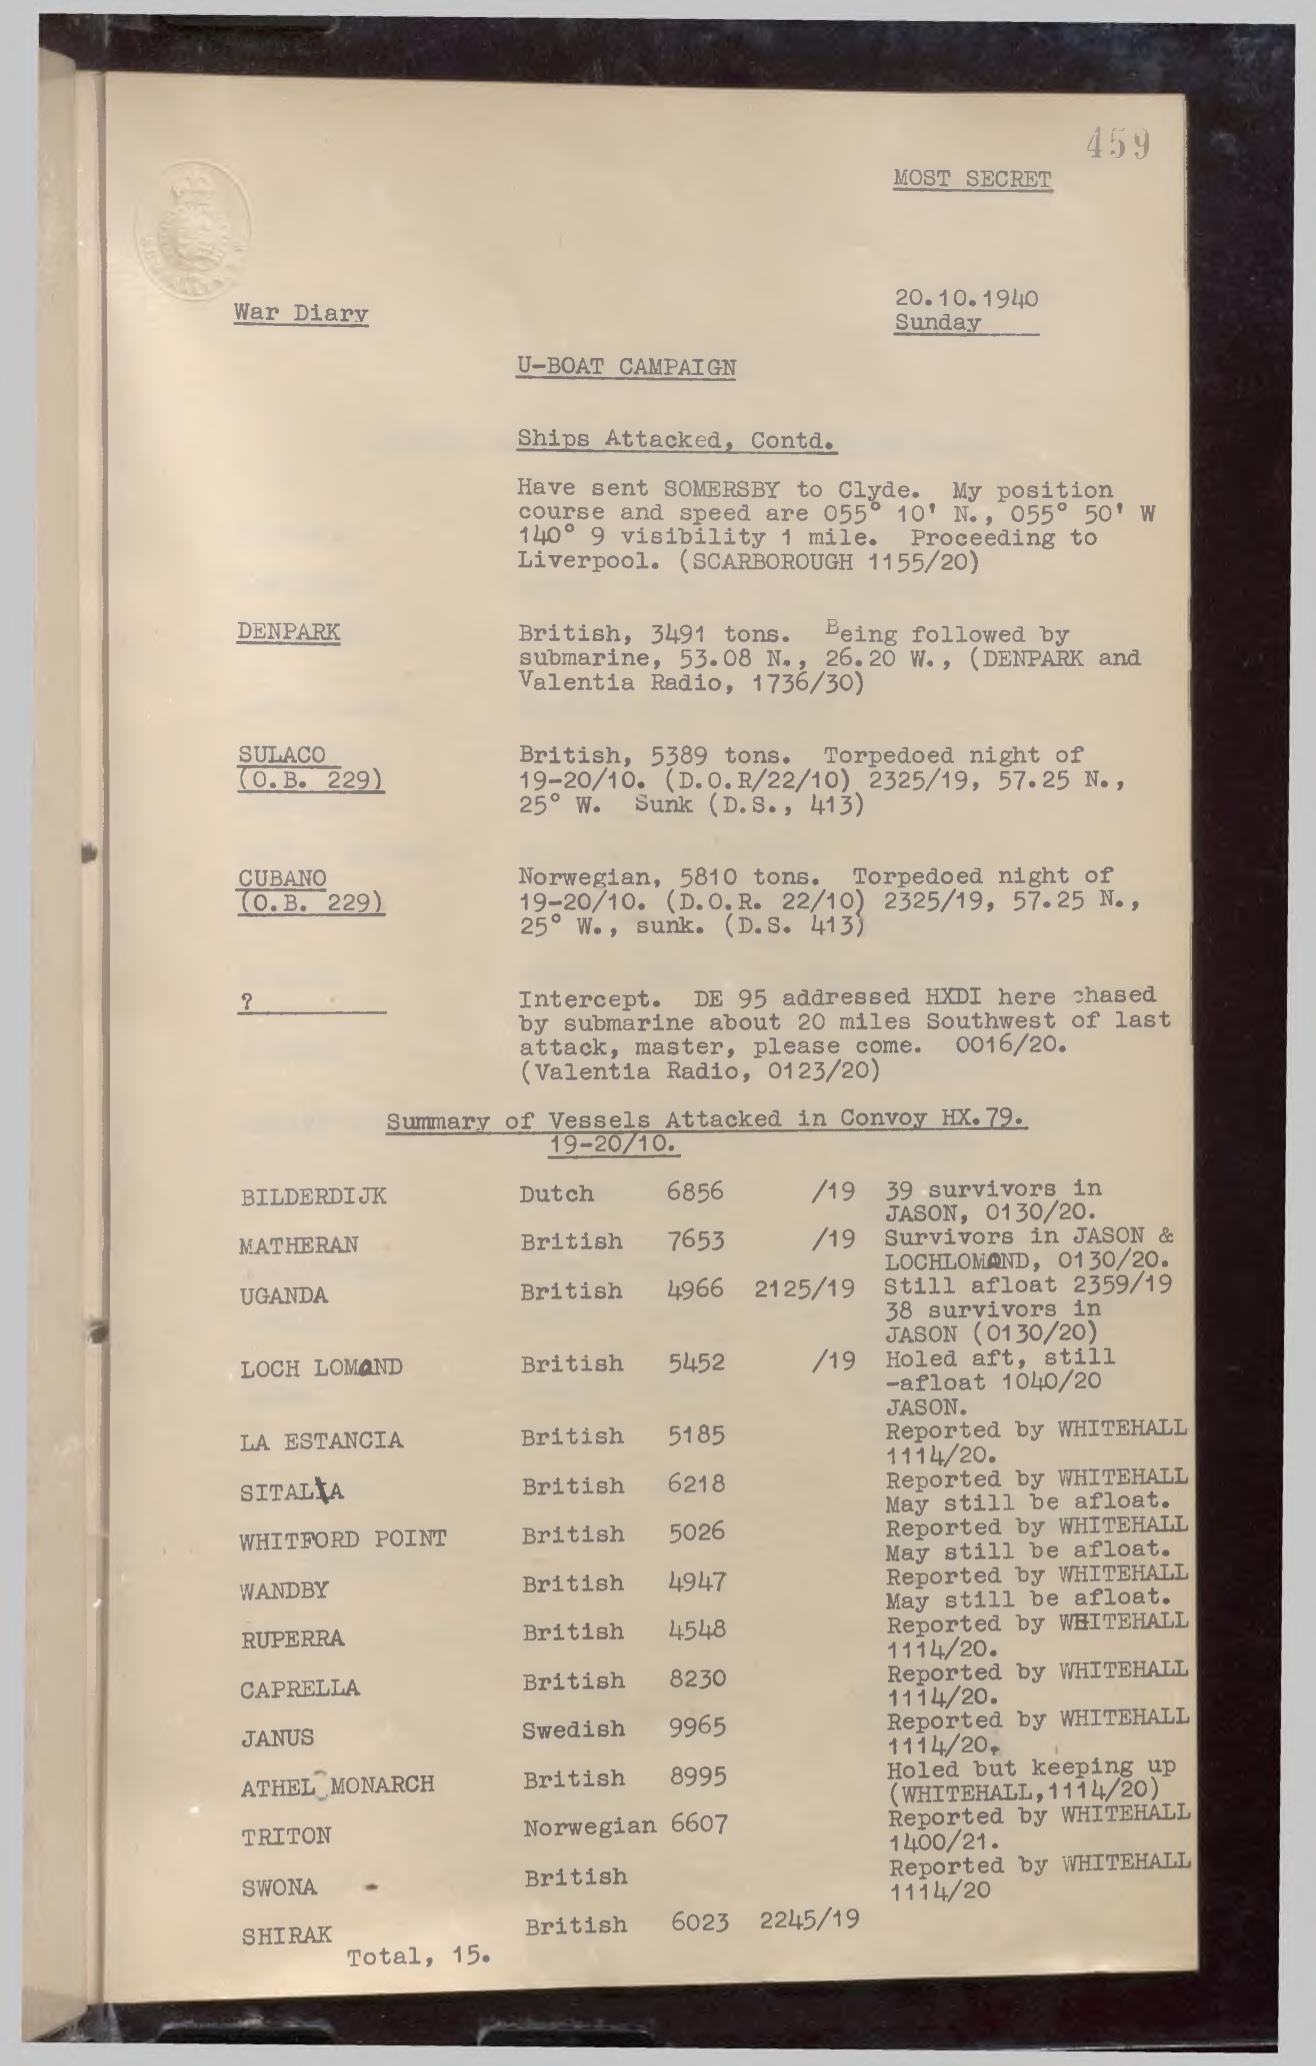 459
MOST SECRET
War Diary
20.10.1940
Sunday
U-BOAT CAMPAIGN
Ships Attacked, Contd.
Have sent SOMERSBY to Clyde. My position
course and speed are 055° 10' N., 055° 50' W
140° 9 visibility 1 mile. Proceeding to
Liverpool. (SCARBOROUGH 1155/20)
DENPARK British, 3491 tons. Being followed by
submarine, 53.08 N., 26.20 W., (DENPARK and
Valentia Radio, 1736/30)
SULACO British, 5389 tons. Torpedoed night of
(O.B. 229) 19-20/10. (D.O.R/22/10) 2325/19, 57.25 N.,
25° W. Sunk (D.S., 413)
CUBANO Norwegian, 5810 tons. Torpedoed night of
(O.B. 229) 19-20/10. (D.O.R. 22/10) 2325/19, 57.25 N.,
25° W., sunk. (D.S. 413)
? Intercept. DE 95 addressed HXDI here chased
by submarine about 20 miles Southwest of last
attack, master, please come. 0016/20.
(Valentia Radio, 0123/20)
Summary of Vessels Attacked in Convoy HX.79.
19-20/10.
BILDERDIJK Dutch 6856 /19 39 survivors in
JASON, 0130/20.
MATHERAN British 7653 /19 Survivors in JASON &
LOCHLOMOND, 0130/20.
UGANDA British 4966 2125/19 Still afloat 2359/19
38 survivors in
JASON (0130/20)
LOCH LOMOND British 5452 /19 Holed aft, still
-afloat 1040/20
JASON.
LA ESTANCIA British 5185 Reported by WHITEHALL
1114/20.
SITALA British 6218 Reported by WHITEHALL
May still be afloat.
WHITFORD POINT British 5026 Reported by WHITEHALL
May still be afloat.
WANDBY British 4947 Reported by WHITEHALL
May still be afloat.
RUPERRA British 4548 Reported by WHITEHALL
1114/20.
CAPRELLA British 8230 Reported by WHITEHALL
1114/20.
JANUS Swedish 9965 Reported by WHITEHALL
1114/20.
ATHEL MONARCH British 8995 Holed but keeping up
(WHITEHALL,1114/20)
TRITON Norwegian 6607 Reported by WHITEHALL
1400/21.
SWONA - British Reported by WHITEHALL
1114/20
SHIRAK British 6023 2245/19
Total, 15.